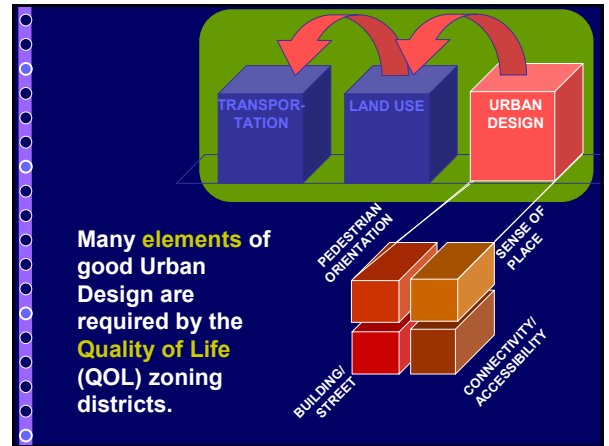 TRANSPOR-
TATION
LAND USE
URBAN
DESIGN
PEDESTRIAN
ORIENTATION
SENSE OF
PLACE
Many elements of
good Urban
Design are
required by the
Quality of Life
(QOL) zoning
districts.
BUILDING/
STREET
CONNECTIVITY/
ACCESSIBILITY